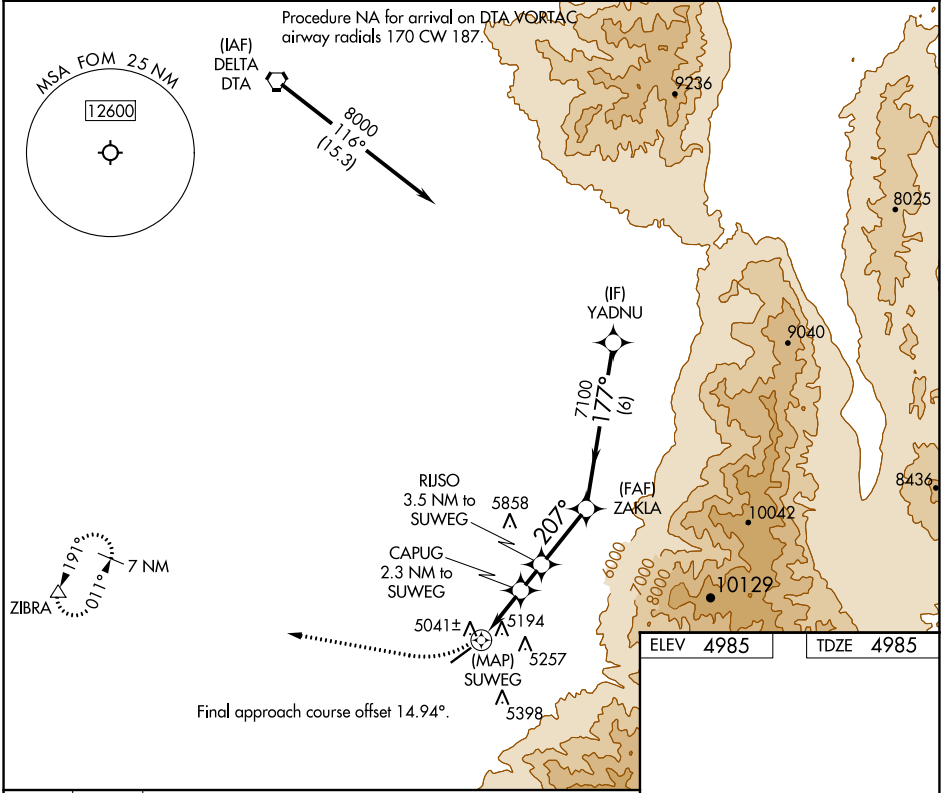 Procedure NA for arrival on DTA VORTAC
airway radials 170 CW 187.
MSA FOM 25 NM
12600
(IAF)
DELTA
DTA
8000
116°
(15.3)
9236
8025
(IF)
YADNU
9040
7100
177°
(6)
8436
RIJSO
3.5 NM to
SUWEG
5858
207°
(FAF)
ZAKLA
10042
CAPUG
2.3 NM to
SUWEG
6000
7000
8000
10129
191°
011°
7 NM
ZIBRA
5041±
5194
5257
(MAP)
SUWEG
5398
Final approach course offset 14.94°.
ELEV 4985
TDZE 4985